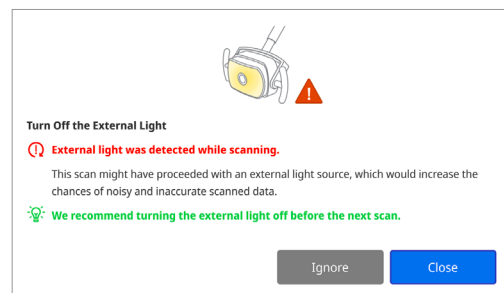 Turn Off the External Light
External light was detected while scanning.
This scan might have proceeded with an external light source, which would increase the
chances of noisy and inaccurate scanned data.
We recommend turning the external light off before the next scan.
Ignore
Close